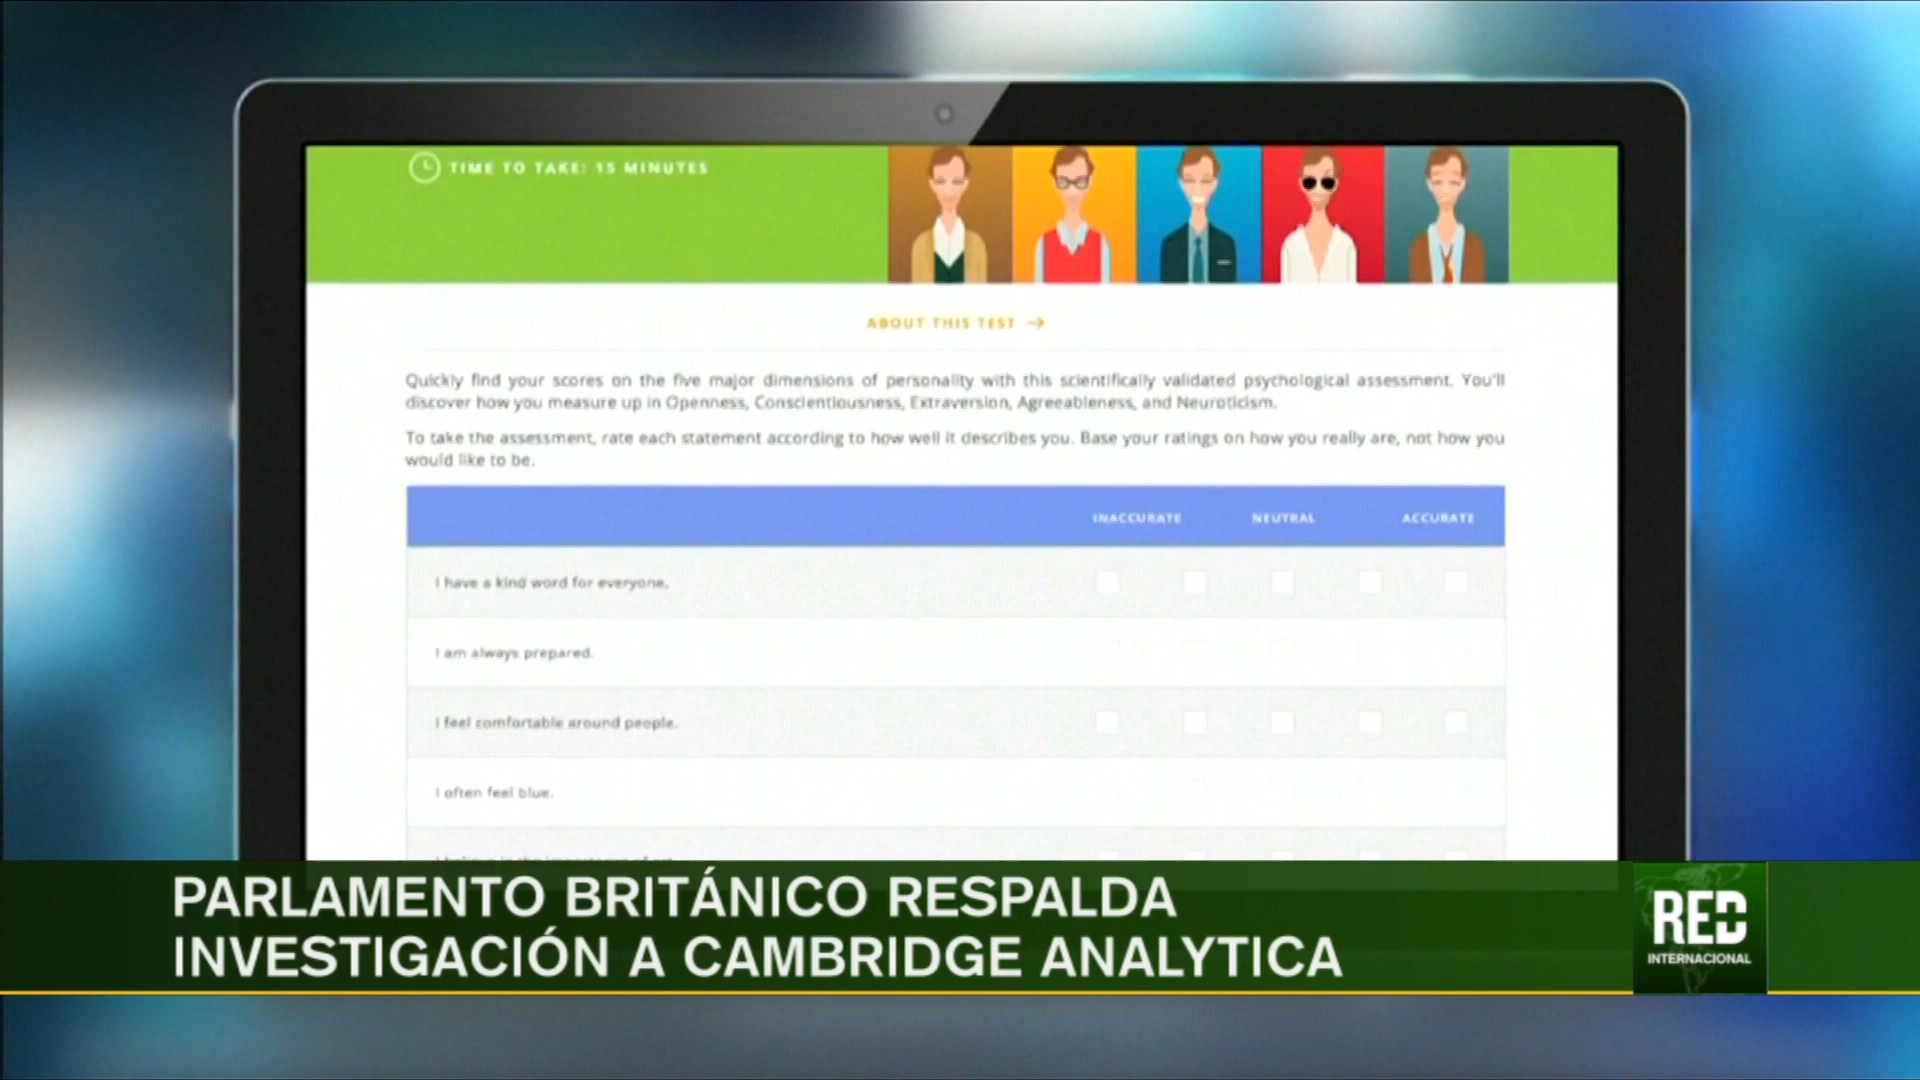 TIME TO TAKE: 15 MINUTES
ABOUT THIS TEST →
Quickly find your scores on the five major dimensions of personality with this scientifically validated psychological assessment. You'll
discover how you measure up in Openness, Conscientiousness, Extraversion, Agreeableness, and Neuroticism.
To take the assessment, rate each statement according to how well it describes you. Base your ratings on how you really are, not how you
would like to be.
INACCURATE NEUTRAL ACCURATE
I have a kind word for everyone.
I am always prepared.
I feel comfortable around people.
I often feel blue.
PARLAMENTO BRITÁNICO RESPALDA
INVESTIGACIÓN A CAMBRIDGE ANALYTICA
RED
INTERNACIONAL